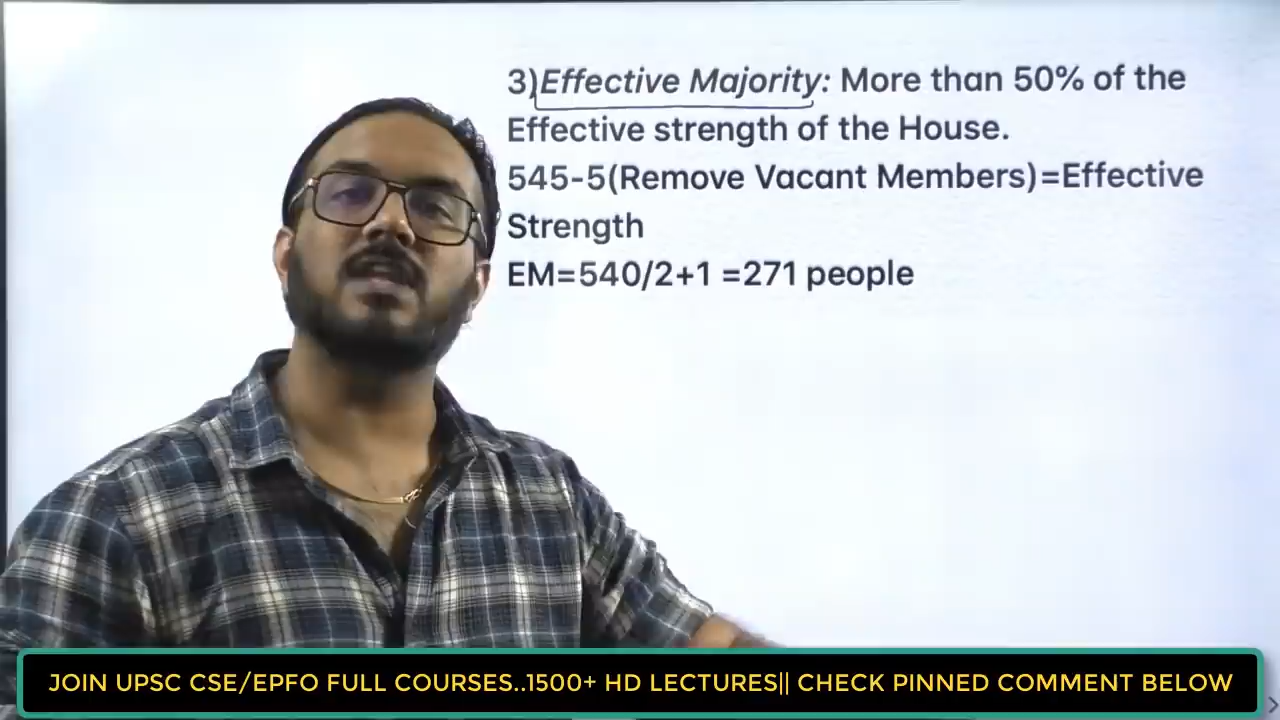 3)Effective Majority: More than 50% of the
Effective strength of the House.
545-5(Remove Vacant Members)=Effective
Strength
EM=540/2+1 =271 people
JOIN UPSC CSE/EPFO FULL COURSES..1500+ HD LECTURES|| CHECK PINNED COMMENT BELOW